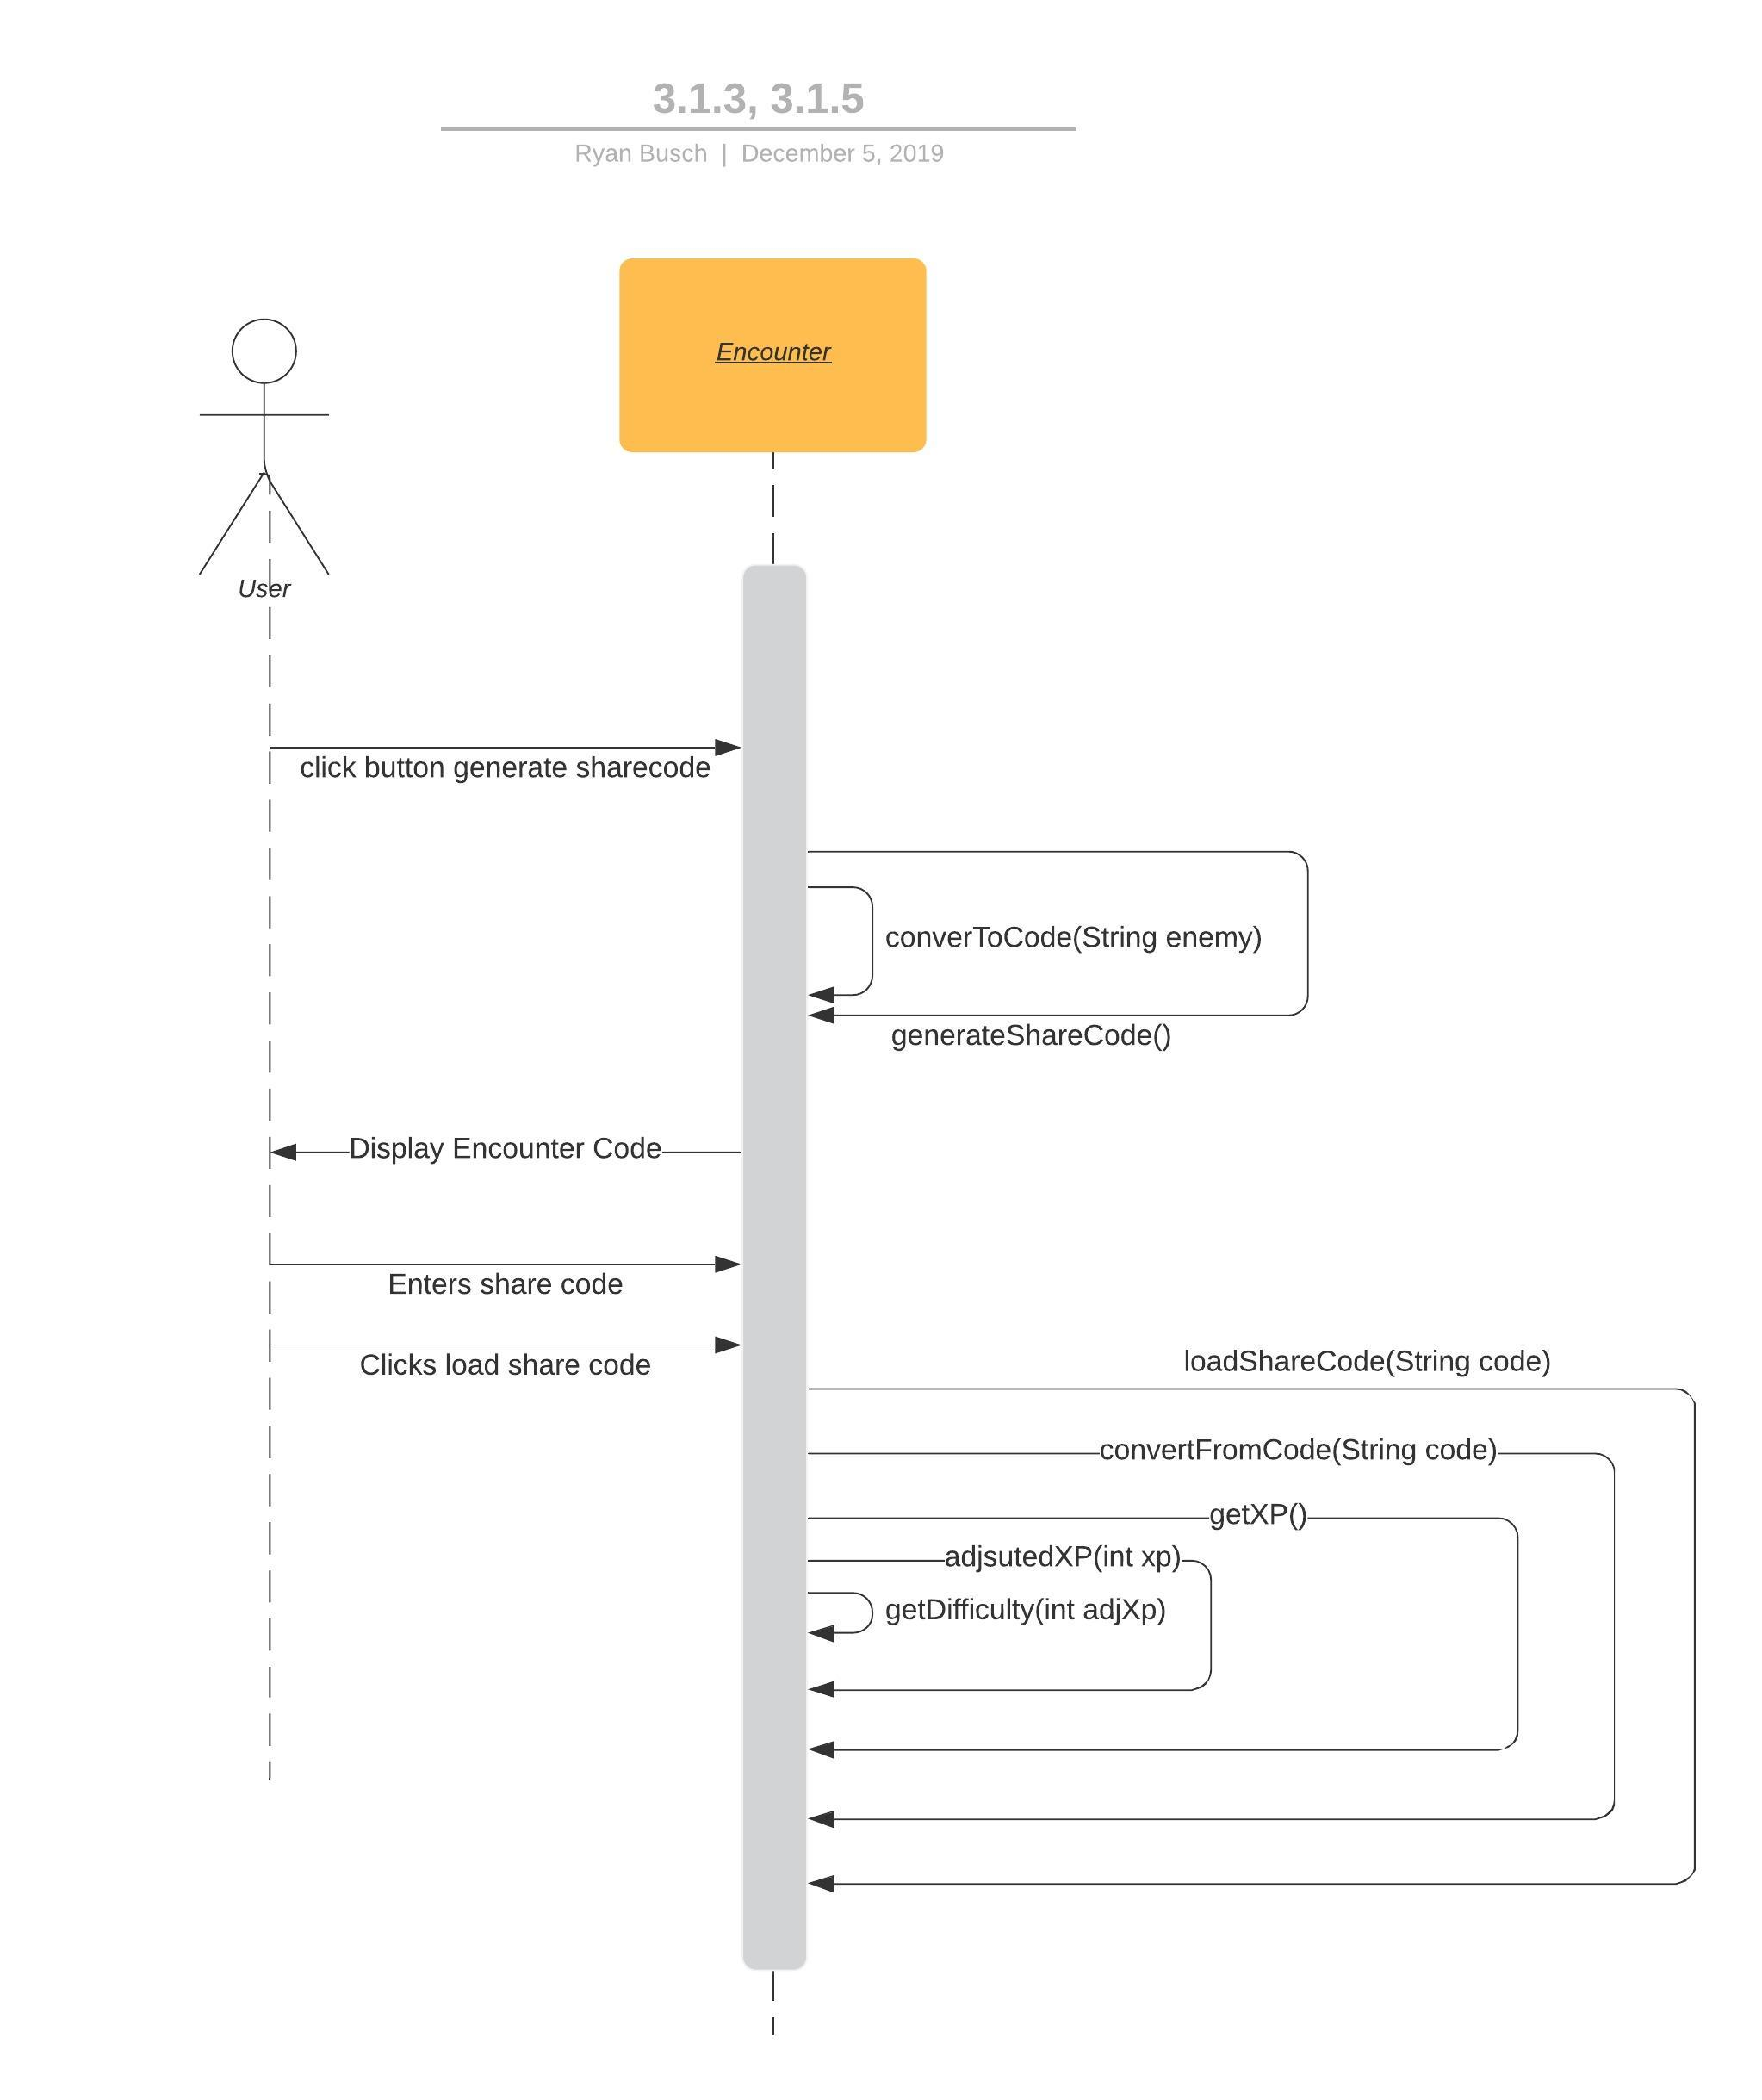 3.1.3, 3.1.5
Ryan Busch | December 5, 2019
Encounter
User
click button generate sharecode
converToCode(String enemy)
generateShareCode()
Display Encounter Code
Enters share code
Clicks load share code
loadShareCode(String code)
convertFromCode(String code)
getXP()
adjsutedXP(int xp)
getDifficulty(int adjXp)